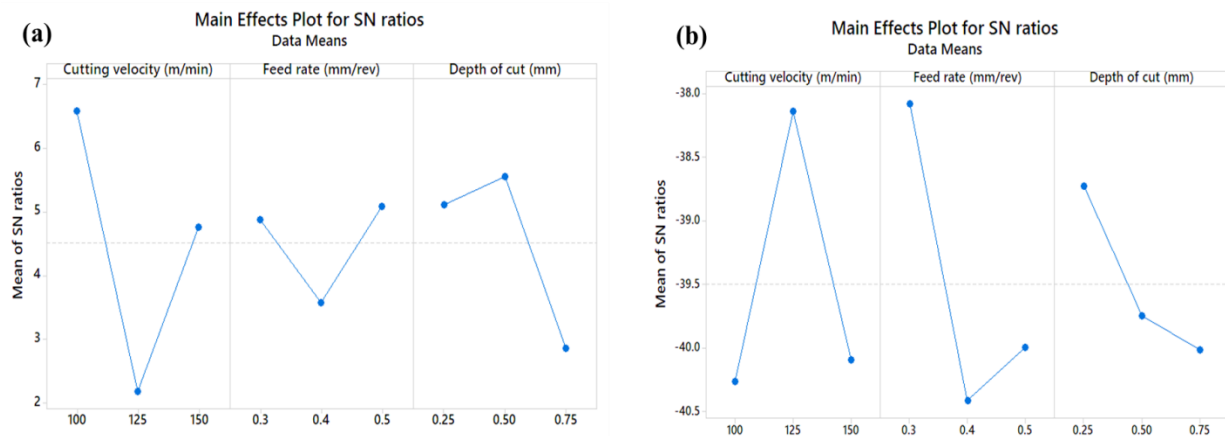 (a)
Main Effects Plot for SN ratios
Data Means
Cutting velocity (m/min) Feed rate (mm/rev) Depth of cut (mm)
Mean of SN ratios
7
6
5
4
3
2
100 125 150 0.3 0.4 0.5 0.25 0.50 0.75
(b)
Main Effects Plot for SN ratios
Data Means
Cutting velocity (m/min) Feed rate (mm/rev) Depth of cut (mm)
Mean of SN ratios
-38.0
-38.5
-39.0
-39.5
-40.0
-40.5
100 125 150 0.3 0.4 0.5 0.25 0.50 0.75